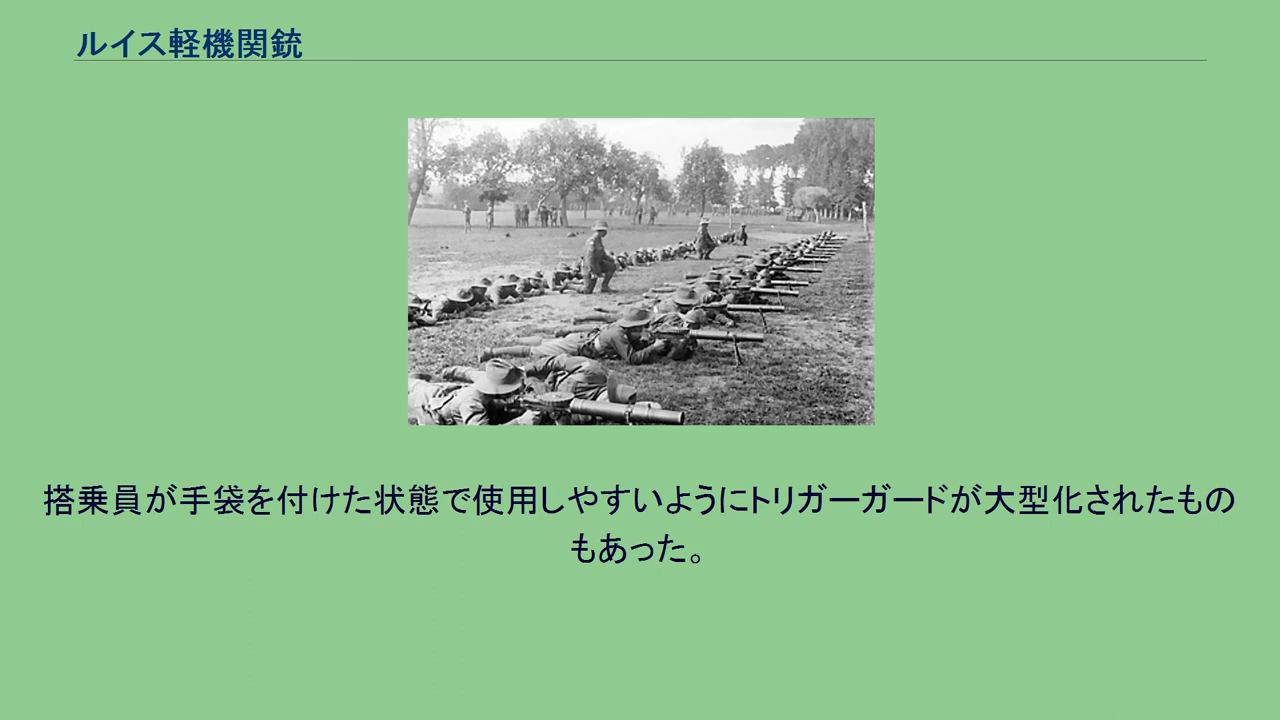 ルイス軽機関銃
搭乗員が手袋を付けた状態で使用しやすいようにトリガーガードが大型化されたもの
もあった。